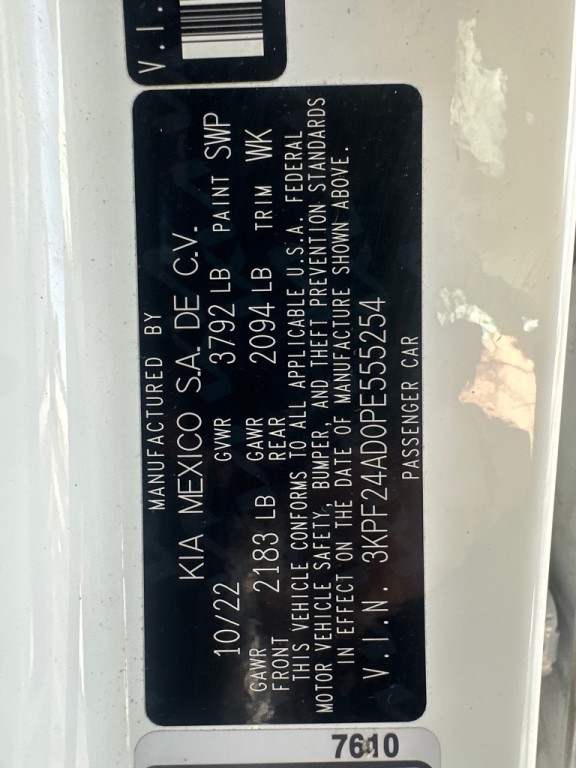 V.I.
MANUFACTURED BY
KIA MEXICO S.A. DE C.V.
10/22 GVWR 3792 LB PAINT SWP
GAWR FRONT 2183 LB GAWR REAR 2094 LB TRIM WK
THIS VEHICLE CONFORMS TO ALL APPLICABLE U.S.A. FEDERAL
MOTOR VEHICLE SAFETY, BUMPER, AND THEFT PREVENTION STANDARDS
IN EFFECT ON THE DATE OF MANUFACTURE SHOWN ABOVE.
V.I.N. 3KPF24AD0PE555254
PASSENGER CAR
7610